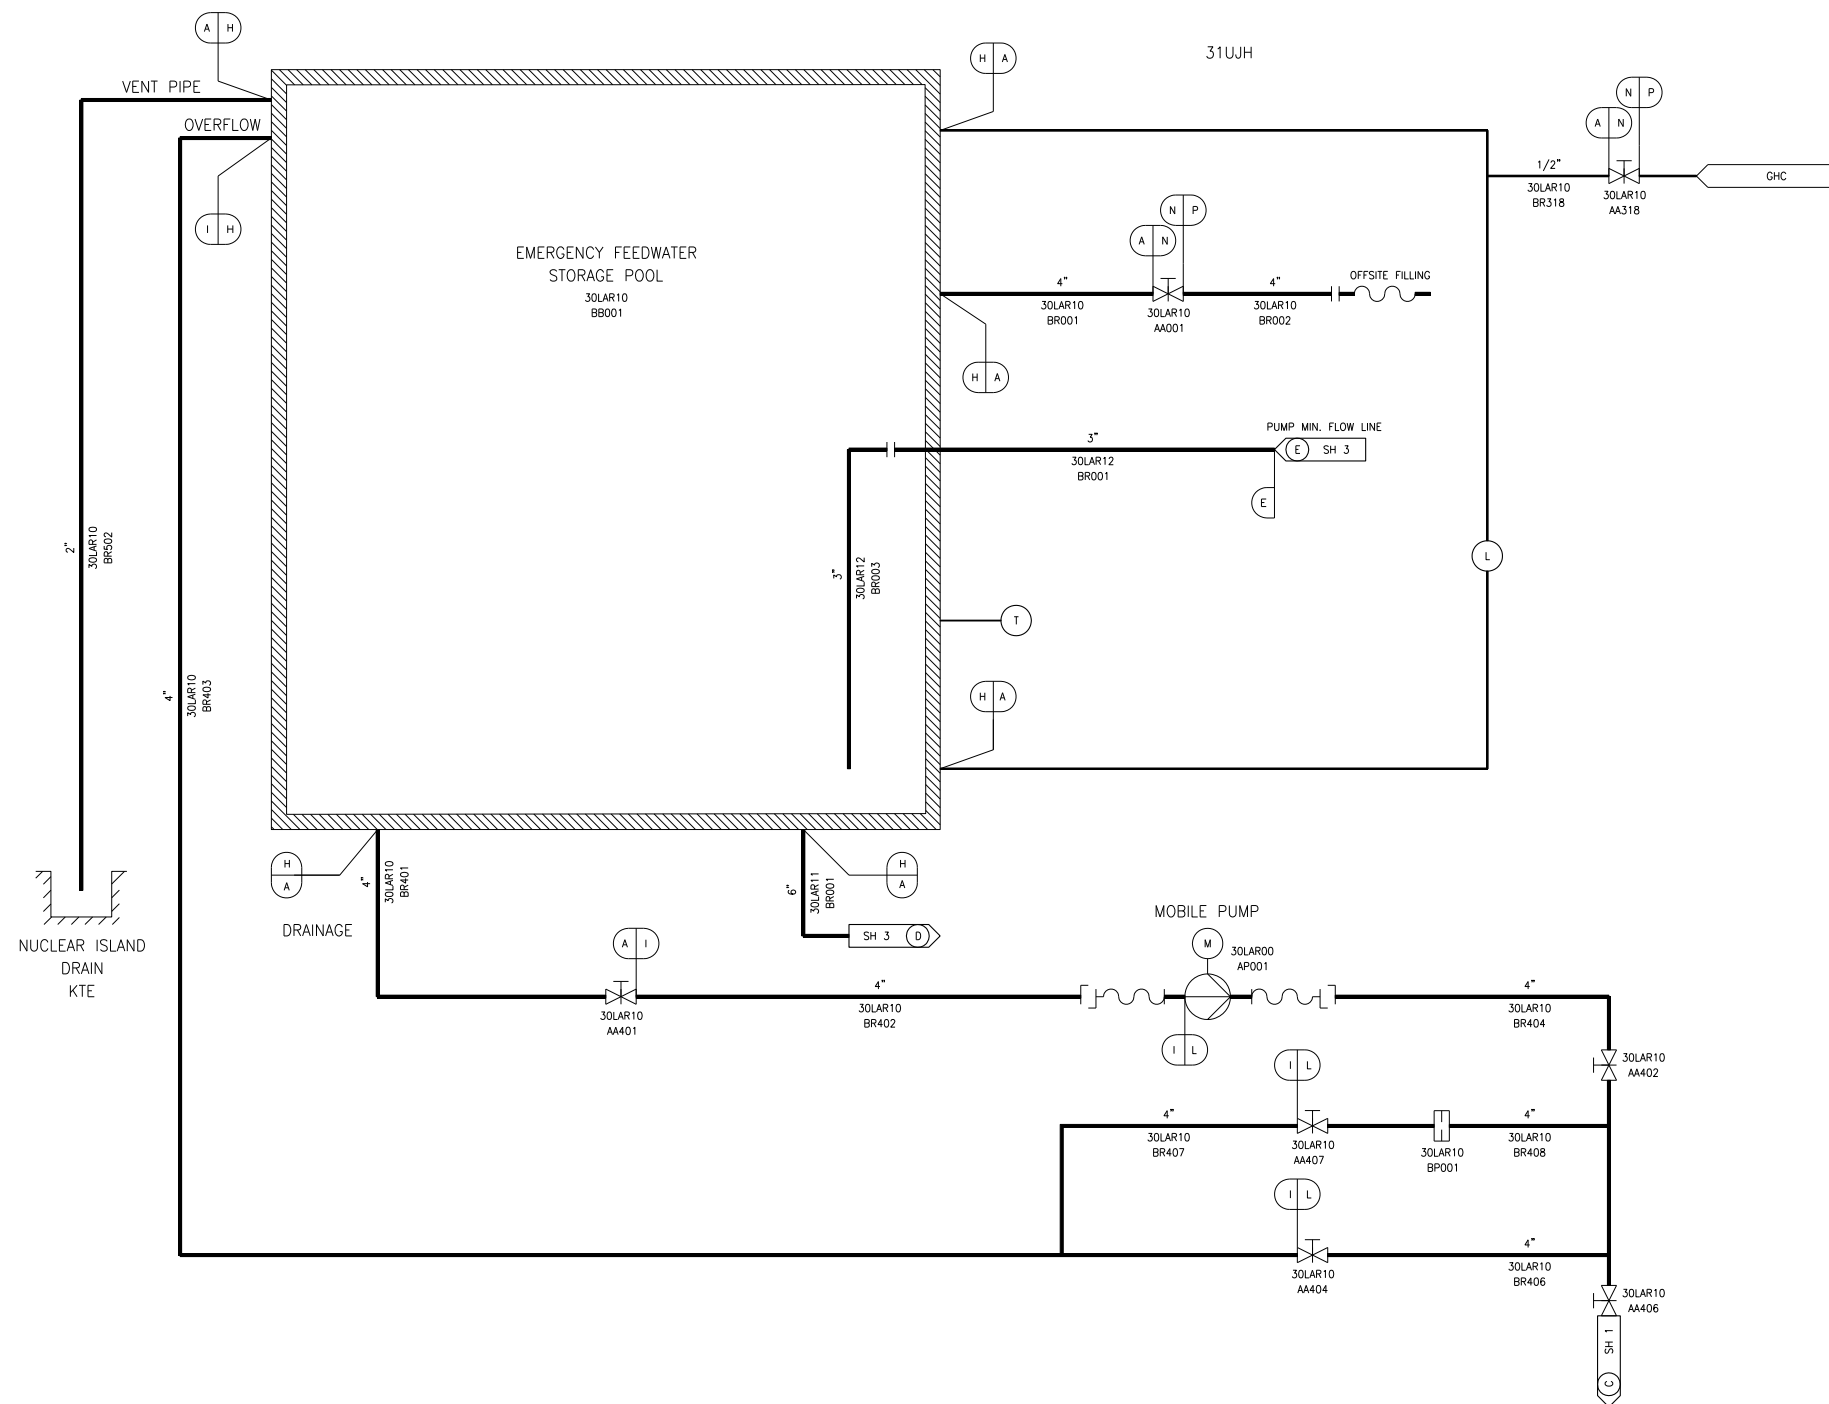 A H
H A
31UJH
VENT PIPE
OVERFLOW
I H
N P
A N
1/2"
30LAR10
BR318
30LAR10
AA318
GHC
EMERGENCY FEEDWATER
STORAGE POOL
30LAR10
BB001
N P
A N
4"
30LAR10
BR001
30LAR10
AA001
4"
30LAR10
BR002
OFFSITE FILLING
H A
PUMP MIN. FLOW LINE
3"
30LAR12
BR001
E SH 3
E
2"
30LAR10
BR502
3"
30LAR12
BR003
L
T
4"
30LAR10
BR403
H A
H
A
4"
30LAR10
BR401
6"
30LAR11
BR001
H
A
DRAINAGE
SH 3 D
NUCLEAR ISLAND
DRAIN
KTE
A I
30LAR10
AA401
4"
30LAR10
BR402
MOBILE PUMP
M
30LAR00
AP001
I L
4"
30LAR10
BR404
30LAR10
AA402
I L
4"
30LAR10
BR407
30LAR10
AA407
30LAR10
BP001
4"
30LAR10
BR408
I L
30LAR10
AA404
4"
30LAR10
BR406
30LAR10
AA406
SH 1
C